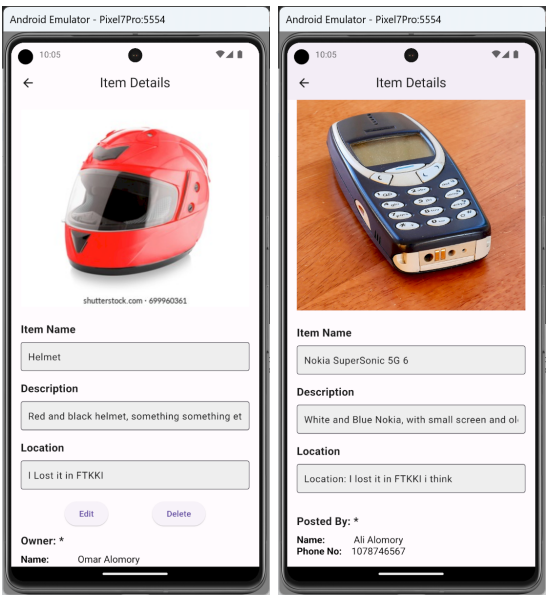 Android Emulator - Pixel7Pro:5554
10:05
Item Details
shutterstock.com · 699960361
Item Name
Helmet
Description
Red and black helmet, something something et
Location
I Lost it in FTKKI
Edit
Delete
Owner: *
Name: Omar Alomory
Android Emulator - Pixel7Pro:5554
10:05
Item Details
Item Name
Nokia SuperSonic 5G 6
Description
White and Blue Nokia, with small screen and ol
Location
Location: I lost it in FTKKI i think
Posted By: *
Name: Ali Alomory
Phone No: 1078746567